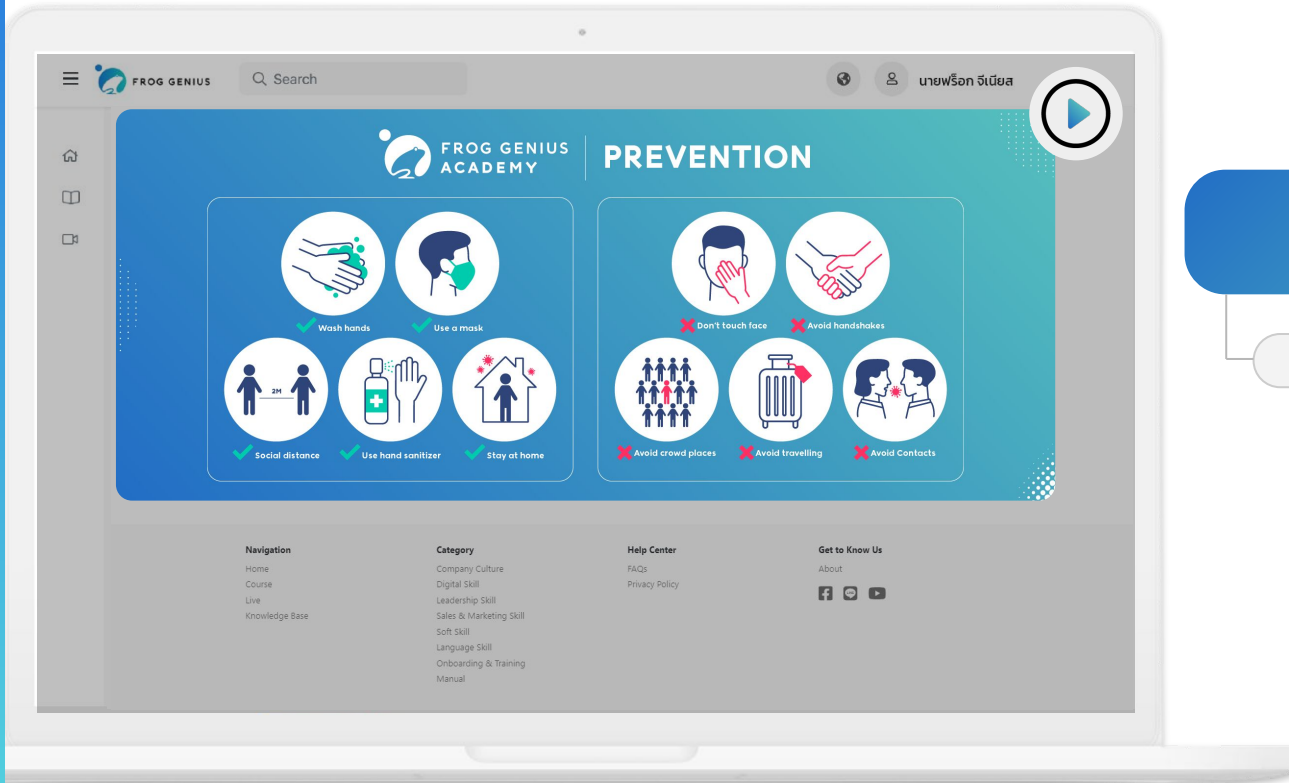 FROG GENIUS
Search
นายฟร็อก จีเนียส
FROG GENIUS
ACADEMY
PREVENTION
Wash hands
Use a mask
2M
Social distance
Use hand sanitizer
Stay at home
Don't touch face
Avoid handshakes
Avoid crowd places
Avoid travelling
Avoid Contacts
Navigation
Home
Course
Live
Knowledge Base
Category
Company Culture
Digital Skill
Leadership Skill
Sales & Marketing Skill
Soft Skill
Language Skill
Onboarding & Training
Manual
Help Center
FAQs
Privacy Policy
Get to Know Us
About